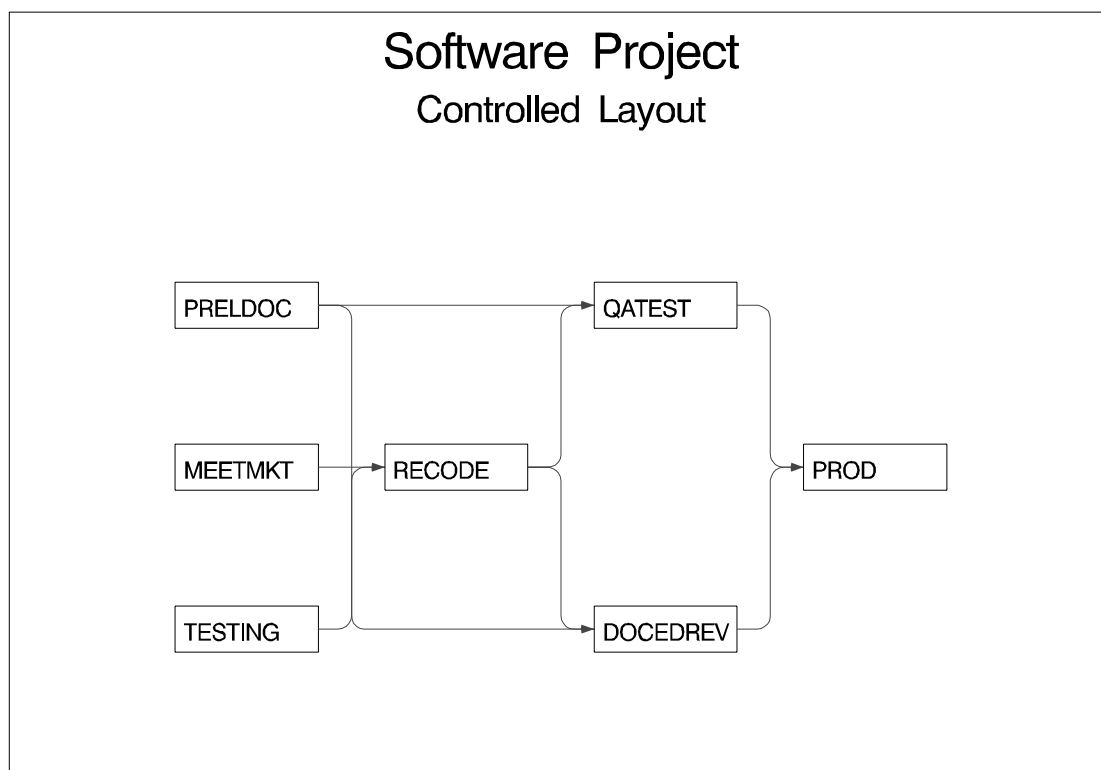 Software Project
Controlled Layout
PRELDOC
QATEST
MEETMKT
RECODE
PROD
TESTING
DOCEDREV